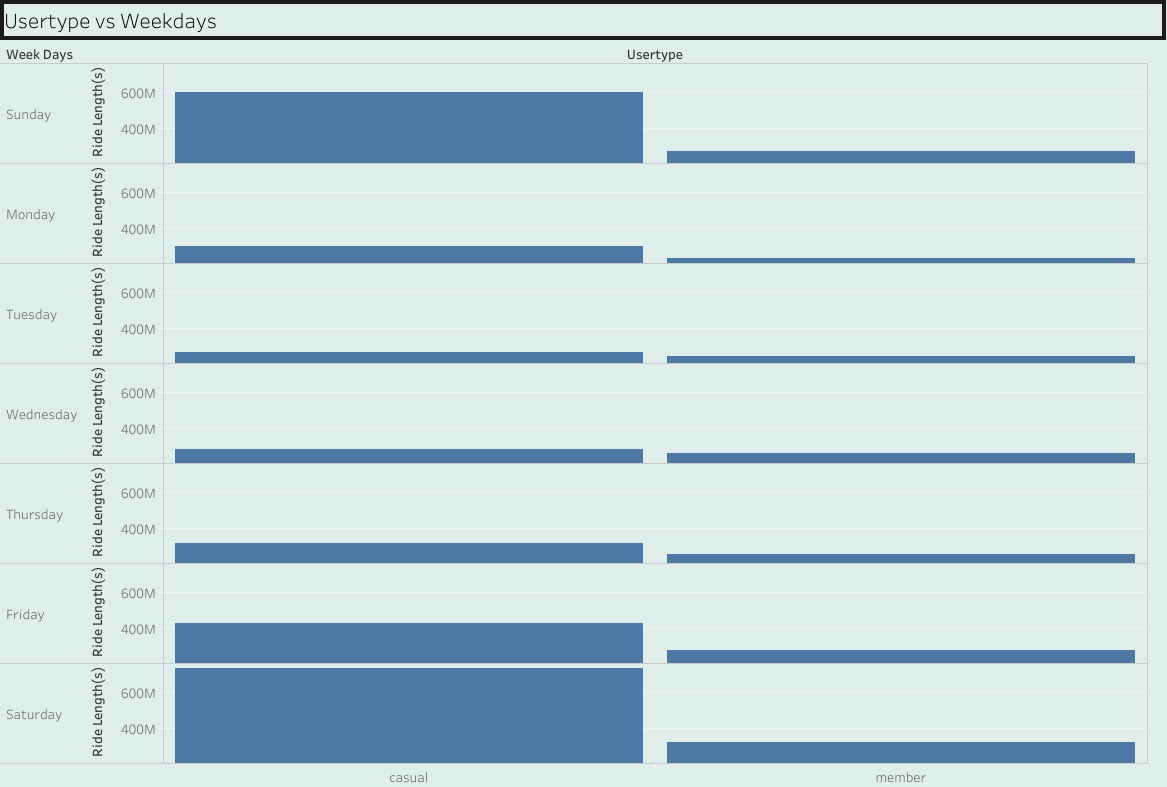 Usertype vs Weekdays
Week Days Usertype
Sunday Ride Length(s) 600M
400M
Monday Ride Length(s) 600M
400M
Tuesday Ride Length(s) 600M
400M
Wednesday Ride Length(s) 600M
400M
Thursday Ride Length(s) 600M
400M
Friday Ride Length(s) 600M
400M
Saturday Ride Length(s) 600M
400M
casual member